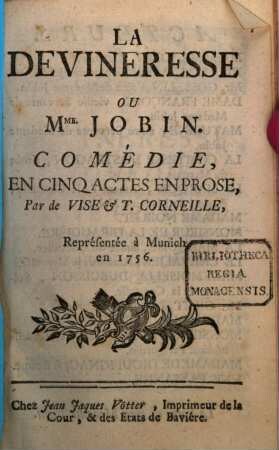 LA
DEVINERESSE
OU
MME. JOBIN.
COMÉDIE,
EN CINQ ACTES EN PROSE,
Par de VISE & T. CORNEILLE,
Représentée à Munich
en 1756.
BIBLIOTHECA
REGIA
MONACENSIS.
Chez Jean Jaques Vötter, Imprimeur de la
Cour, & des Etats de Baviére.